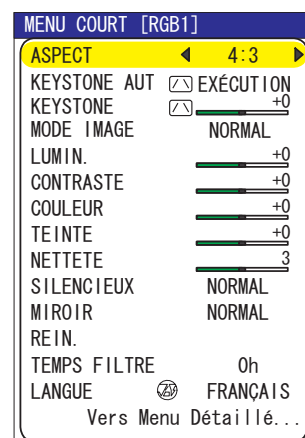 MENU COURT [RGB1]
ASPECT 4:3
KEYSTONE AUT EXÉCUTION
KEYSTONE +0
MODE IMAGE NORMAL
LUMIN. +0
CONTRASTE +0
COULEUR +0
TEINTE +0
NETTETE 3
SILENCIEUX NORMAL
MIROIR NORMAL
REIN.
TEMPS FILTRE 0h
LANGUE FRANÇAIS
Vers Menu Détaillé...